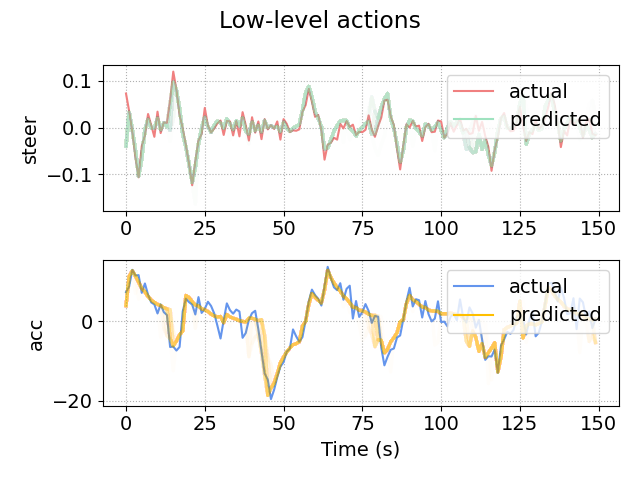 Low-level actions
0.1
0.0
−0.1
steer
actual
predicted
0 25 50 75 100 125 150
0
−20
acc
actual
predicted
0 25 50 75 100 125 150
Time (s)